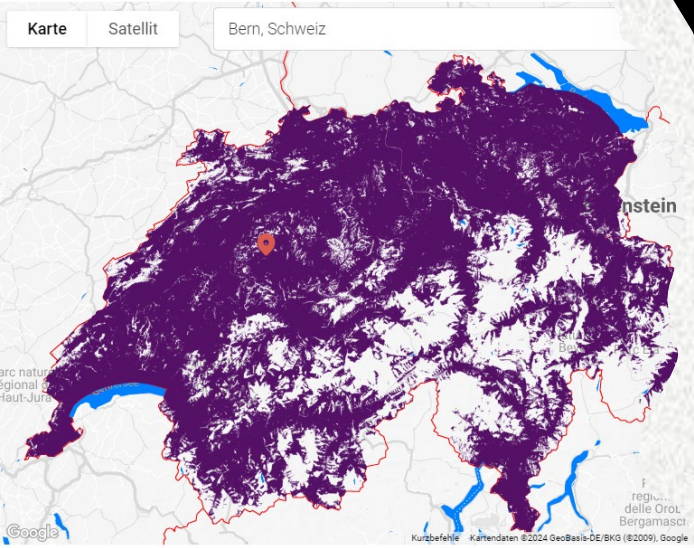 Karte
Satellit
Bern, Schweiz
nstein
arc natur
égional
Haut-Jura
Be
région
delle Orob
Bergamasc
Google
Kurzbefehle
Kartendaten ©2024 GeoBasis-DE/BKG (©2009), Google